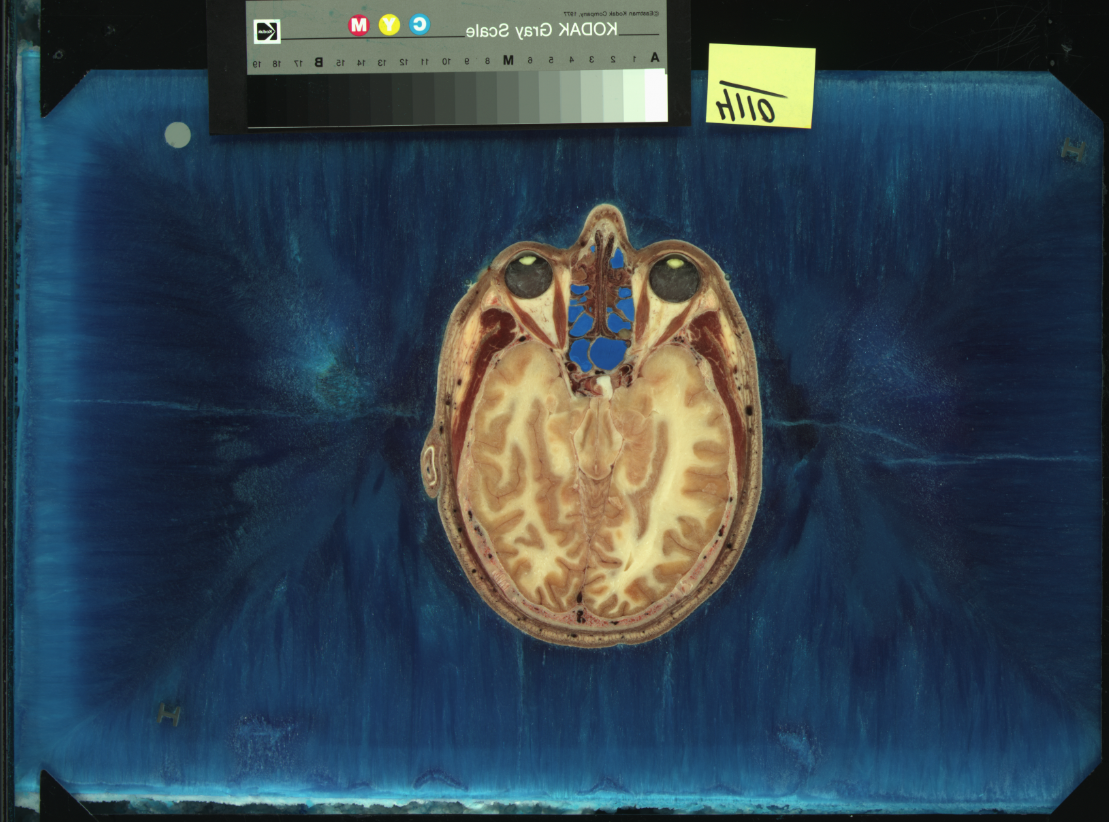 ©Eastman Kodak Company, 1977
KODAK Gray Scale
C Y M
Kodak
A 1 2 3 4 5 6 M 8 9 10 11 12 13 14 15 B 17 18 19